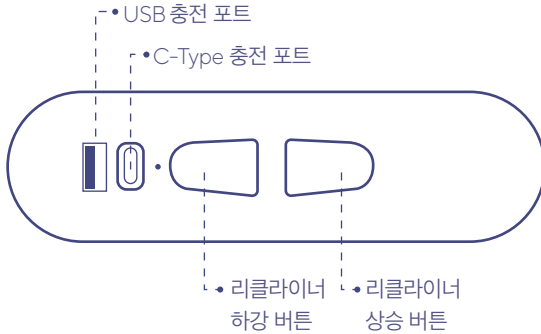 • USB 충전 포트
• C-Type 충전 포트
• 리클라이너
하강 버튼
• 리클라이너
상승 버튼